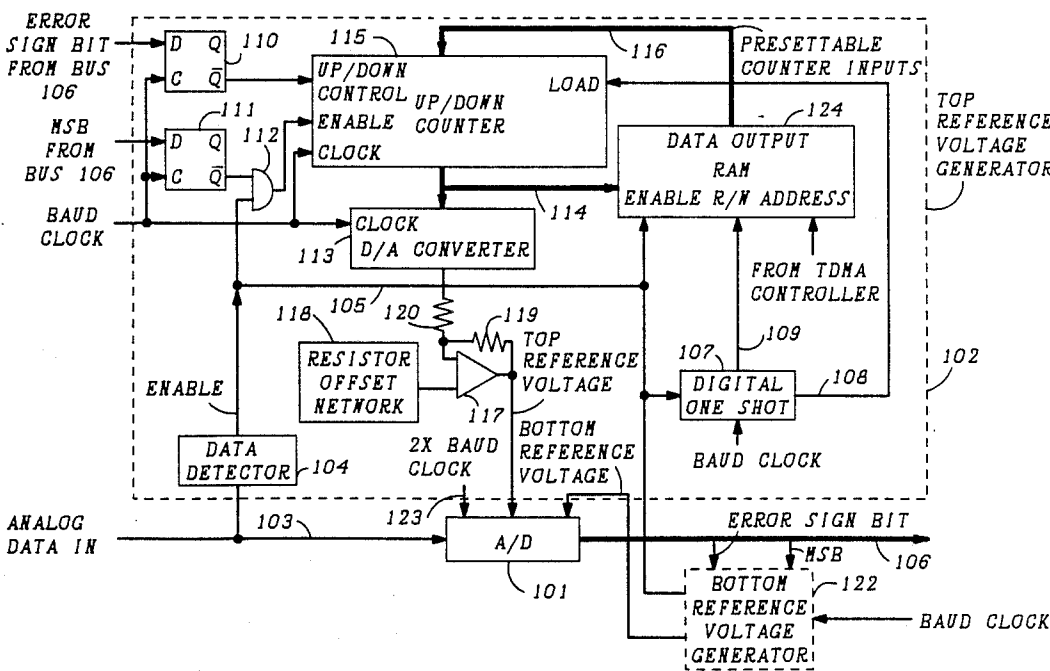 ERROR
SIGN BIT
FROM BUS
106
D Q
C Q̅
110
MSB
FROM
BUS 106
111
D Q
C Q̅
112
BAUD
CLOCK
115
UP/DOWN
CONTROL
UP/DOWN
COUNTER
ENABLE
CLOCK
LOAD
116
PRESETTABLE
COUNTER INPUTS
124
DATA OUTPUT
RAM
ENABLE R/W ADDRESS
TOP
REFERENCE
VOLTAGE
GENERATOR
114
CLOCK
D/A CONVERTER
113
105
120
119
118
RESISTOR
OFFSET
NETWORK
117
TOP
REFERENCE
VOLTAGE
FROM TDMA
CONTROLLER
109
107
DIGITAL
ONE SHOT
108
102
BAUD CLOCK
ENABLE
DATA
DETECTOR
104
2X BAUD
CLOCK
BOTTOM
REFERENCE
VOLTAGE
123
ANALOG
DATA IN
103
A/D
101
ERROR SIGN BIT
MSB
106
BOTTOM
REFERENCE
VOLTAGE
GENERATOR
122
BAUD CLOCK